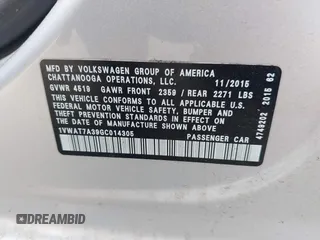 MFD BY VOLKSWAGEN GROUP OF AMERICA
CHATTANOOGA OPERATIONS, LLC. 11/2015
GVWR 4519 GAWR FRONT 2359 / REAR 2271 LBS
THIS VEHICLE CONFORMS TO ALL APPLICABLE U.S.
FEDERAL MOTOR VEHICLE SAFETY, BUMPER AND
THEFT PREVENTION STANDARDS IN EFFECT ON THE
DATE OF MANUFACTURE SHOWN ABOVE
1VWAT7A39GC014305 PASSENGER CAR
4749202 2015 62
DREAMBID